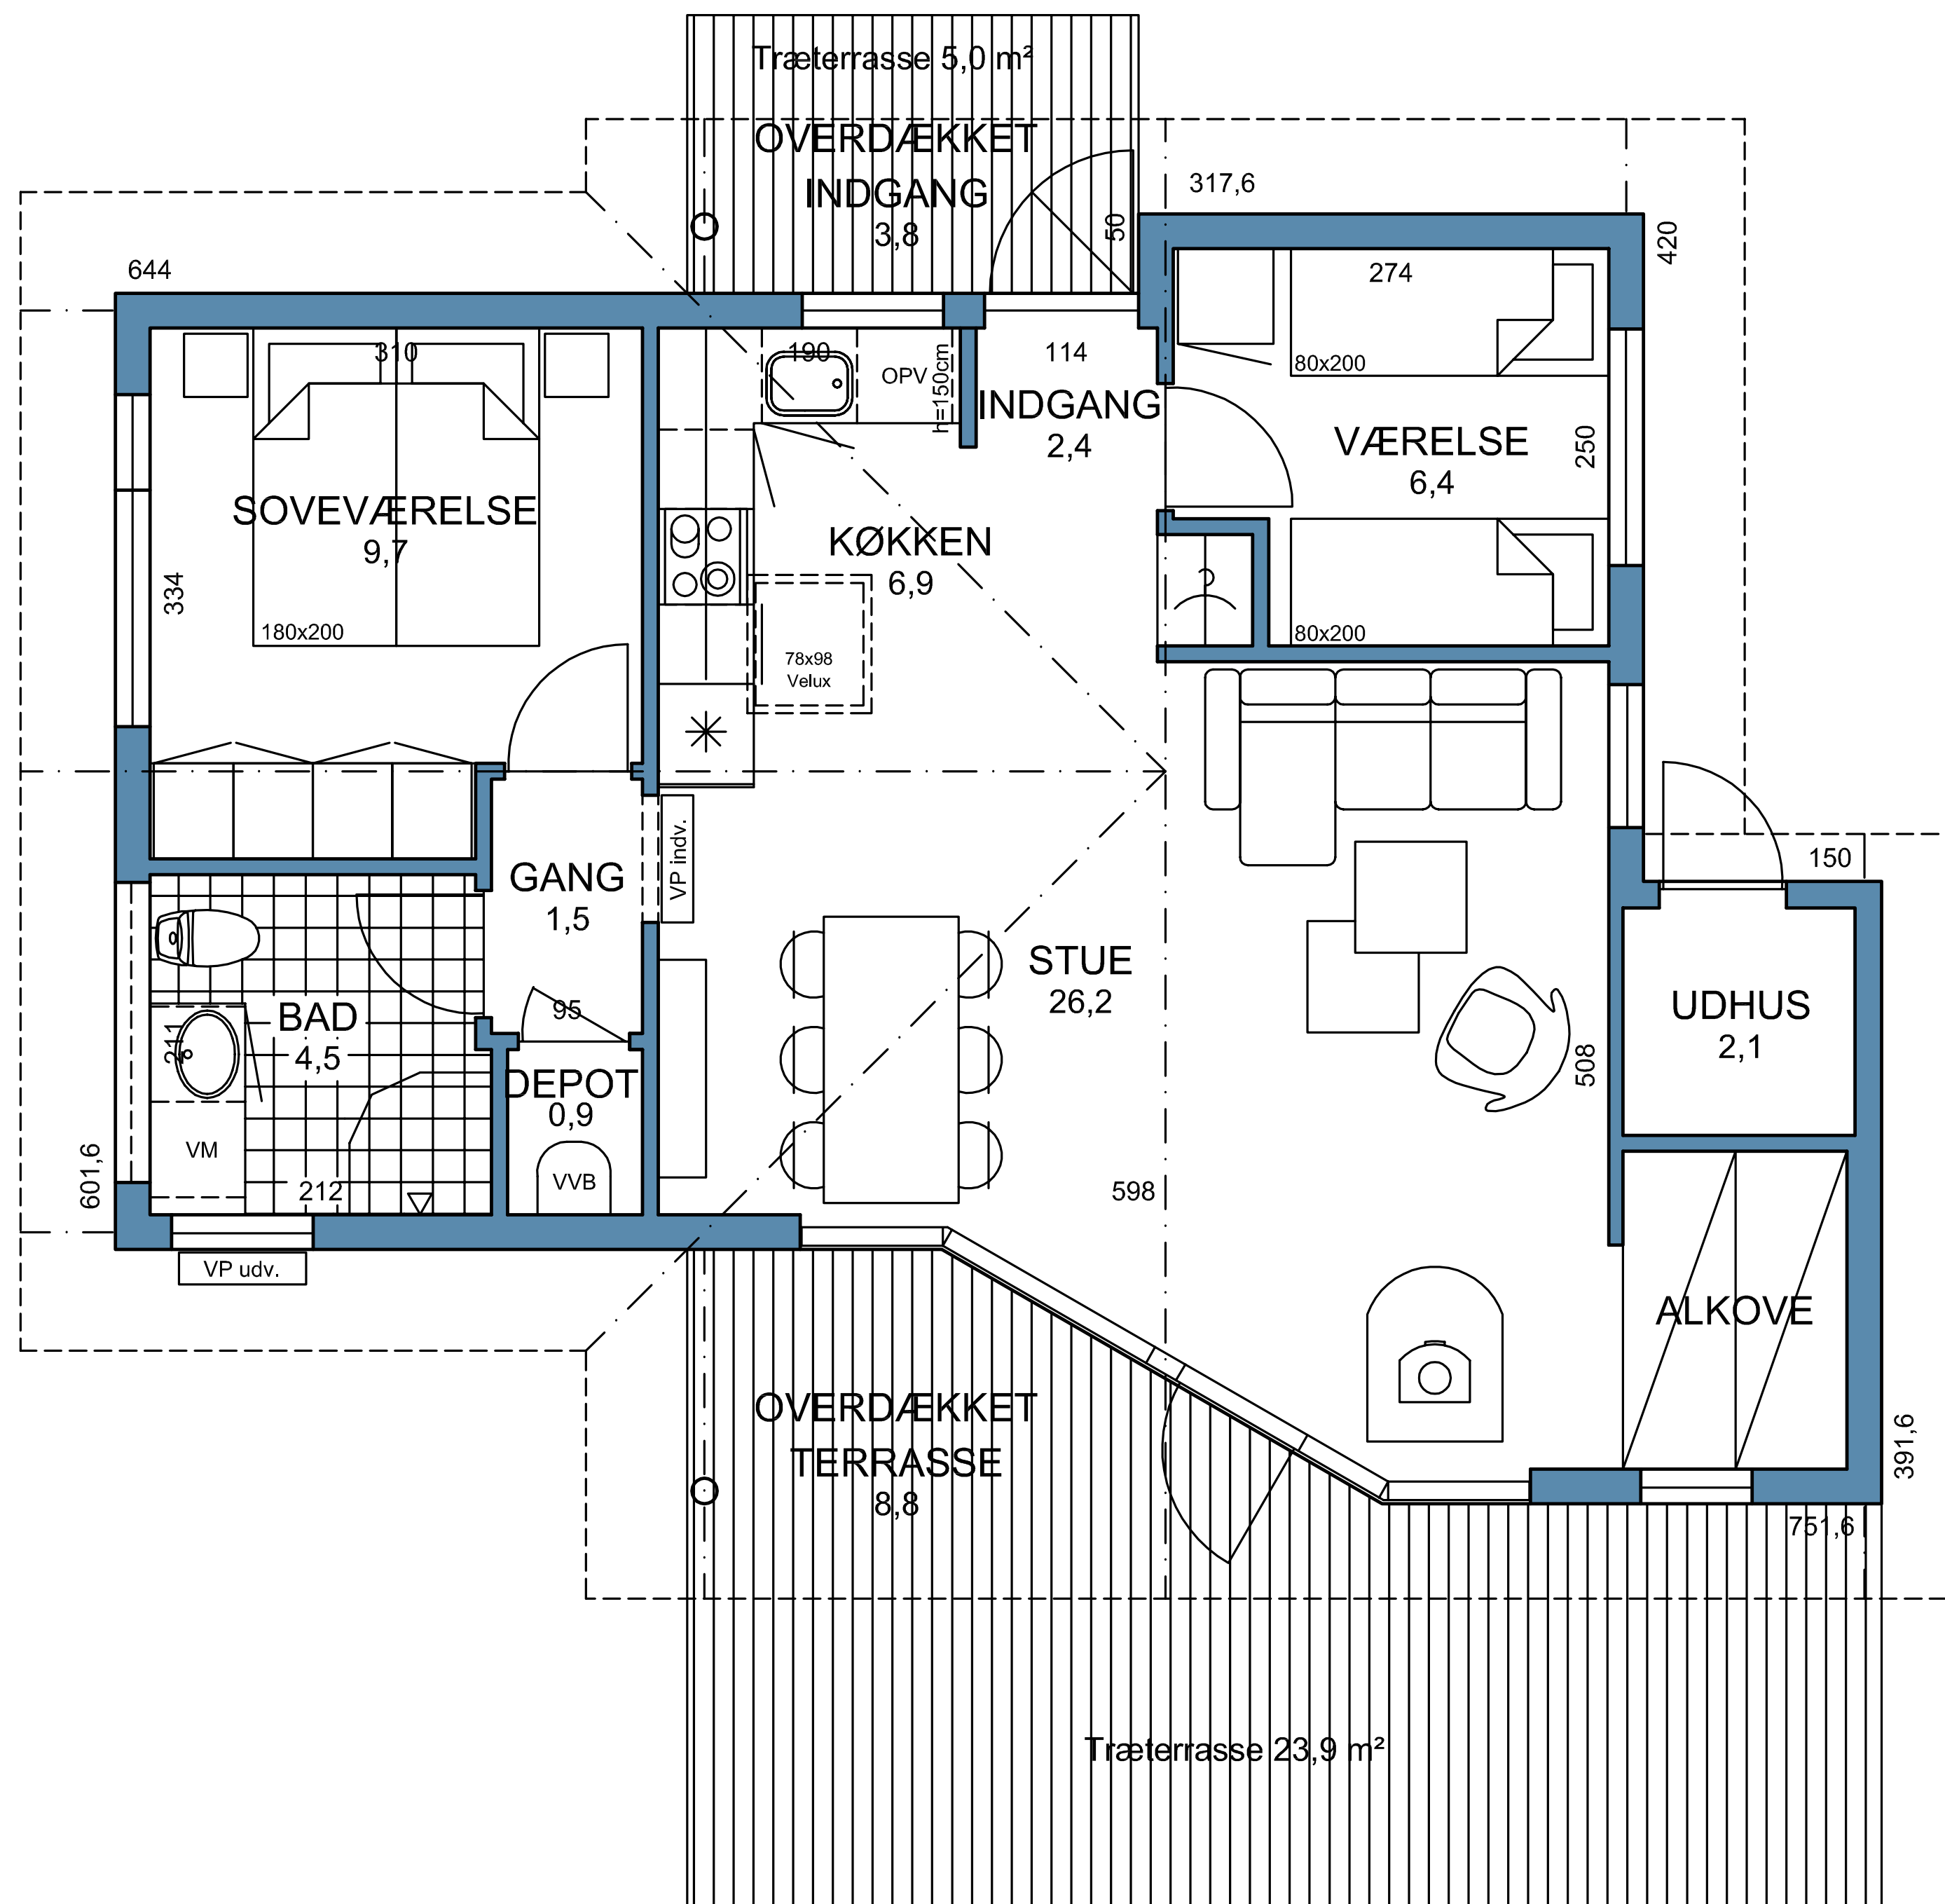 Træterrasse 5,0 m²
OVERDÆKKET
INDGANG
3,8
50
317,6
420
644
310
190
OPV
h=150cm
114
INDGANG
2,4
274
80x200
VÆRELSE
6,4
250
SOVEVÆRELSE
9,7
334
180x200
KØKKEN
6,9
78x98
Velux
80x200
VP indv.
GANG
1,5
150
STUE
26,2
UDHUS
2,1
95
BAD
4,5
211
DEPOT
0,9
508
VM
VVB
212
601,6
598
VP udv.
ALKOVE
OVERDÆKKET
TERRASSE
8,8
391,6
751,6
Træterrasse 23,9 m²